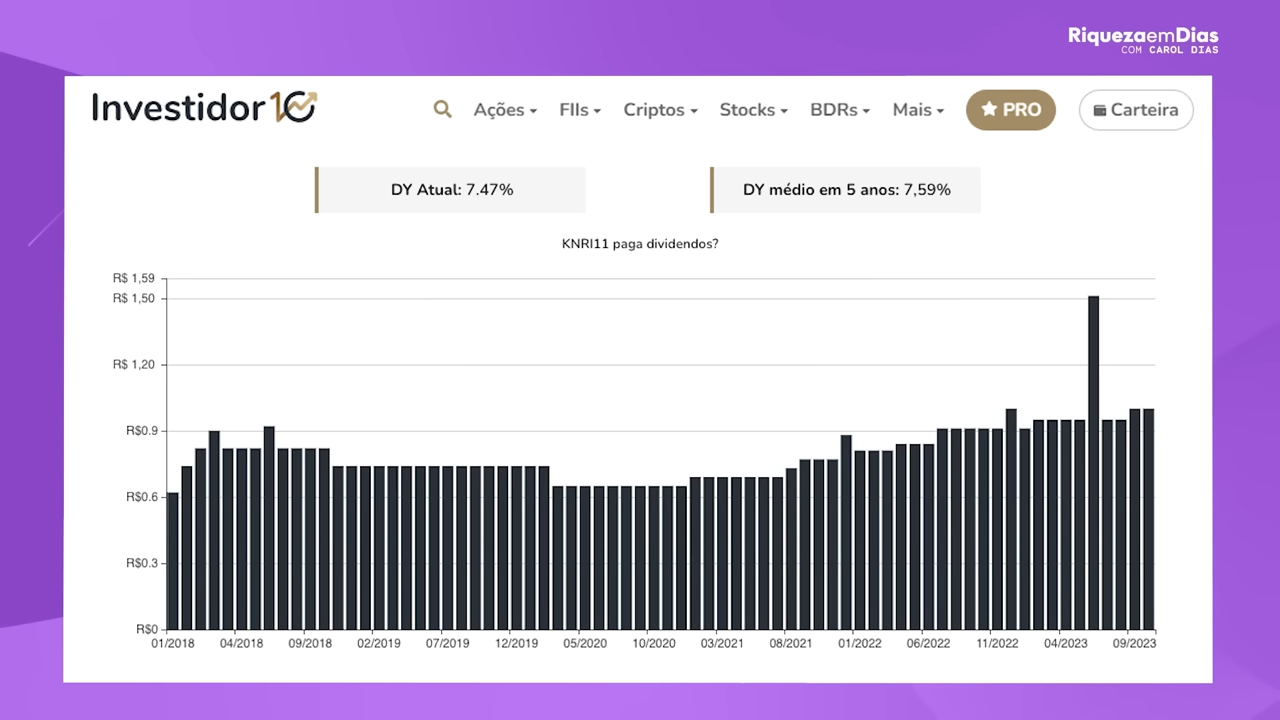 RiquezaemDias
COM CAROL DIAS
Investidor10
Ações
FIIs
Criptos
Stocks
BDRs
Mais
PRO
Carteira
DY Atual: 7.47%
DY médio em 5 anos: 7,59%
KNRI11 paga dividendos?
R$ 1,59
R$ 1,50
R$ 1,20
R$0.9
R$0.6
R$0.3
R$0
01/2018 04/2018 09/2018 02/2019 07/2019 12/2019 05/2020 10/2020 03/2021 08/2021 01/2022 06/2022 11/2022 04/2023 09/2023